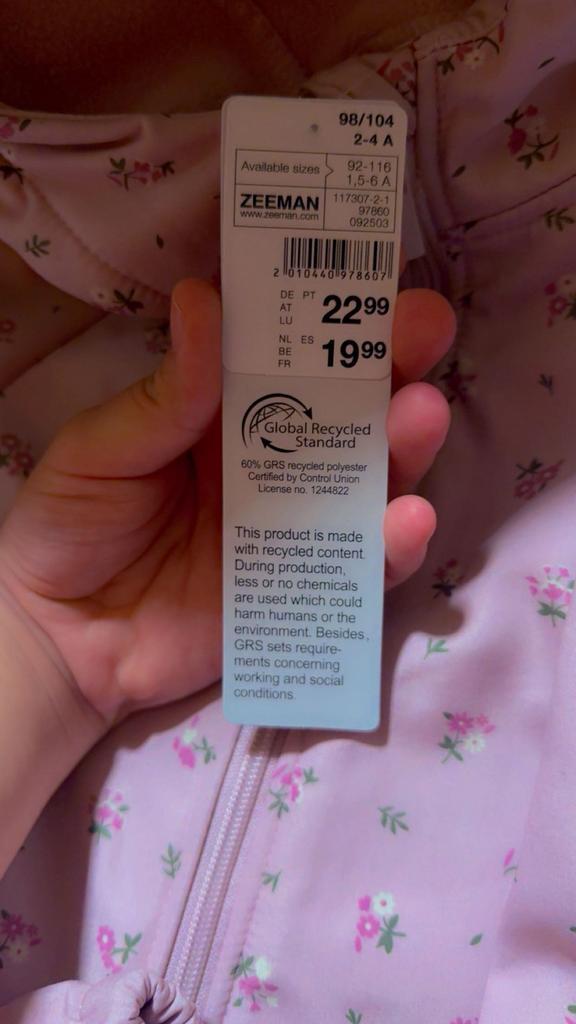 98/104
2-4 A
Available sizes
92-116
1,5-6 A
ZEEMAN
www.zeeman.com
117307-2-1
97860
092503
2 010440 978607
DE PT
AT
LU
22⁹⁹
NL ES
BE
FR
19⁹⁹
Global Recycled
Standard
60% GRS recycled polyester
Certified by Control Union
License no. 1244822
This product is made
with recycled content.
During production,
less or no chemicals
are used which could
harm humans or the
environment. Besides,
GRS sets require-
ments concerning
working and social
conditions.